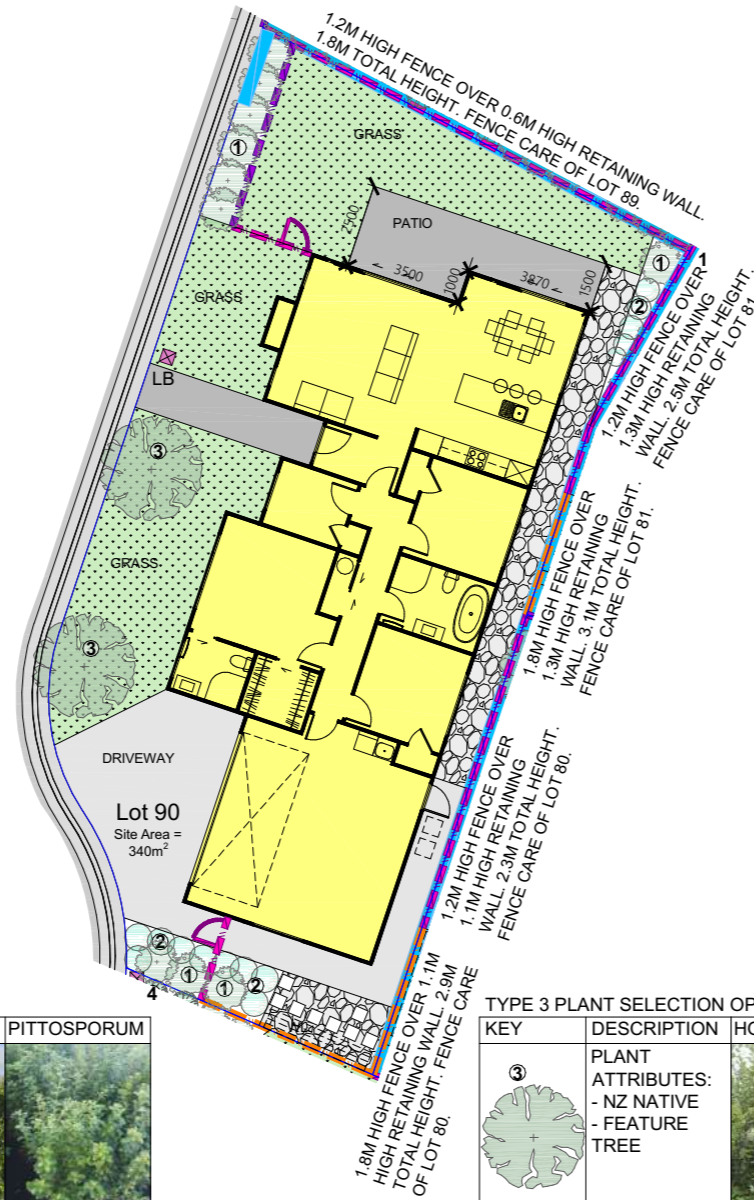 1.2M HIGH FENCE OVER 0.6M HIGH RETAINING WALL.
1.8M TOTAL HEIGHT. FENCE CARE OF LOT 89.
GRASS
1
PATIO
2500
3500
1000
3870
1500
1
1
2
1.2M HIGH FENCE OVER
1.3M HIGH RETAINING
WALL. 2.5M TOTAL HEIGHT.
FENCE CARE OF LOT 81.
GRASS
LB
3
1.8M HIGH FENCE OVER
1.3M HIGH RETAINING
WALL. 3.1M TOTAL HEIGHT.
FENCE CARE OF LOT 81.
GRASS
3
DRIVEWAY
Lot 90
Site Area =
340m²
1.2M HIGH FENCE OVER
1.1M HIGH RETAINING
WALL. 2.3M TOTAL HEIGHT.
FENCE CARE OF LOT 80.
2
1
1
2
4
1.8M HIGH FENCE OVER 1.1M
HIGH RETAINING WALL. 2.9M
TOTAL HEIGHT. FENCE CARE
OF LOT 80.
PITTOSPORUM
TYPE 3 PLANT SELECTION OP
KEY
DESCRIPTION
HO
3
PLANT
ATTRIBUTES:
- NZ NATIVE
- FEATURE
TREE